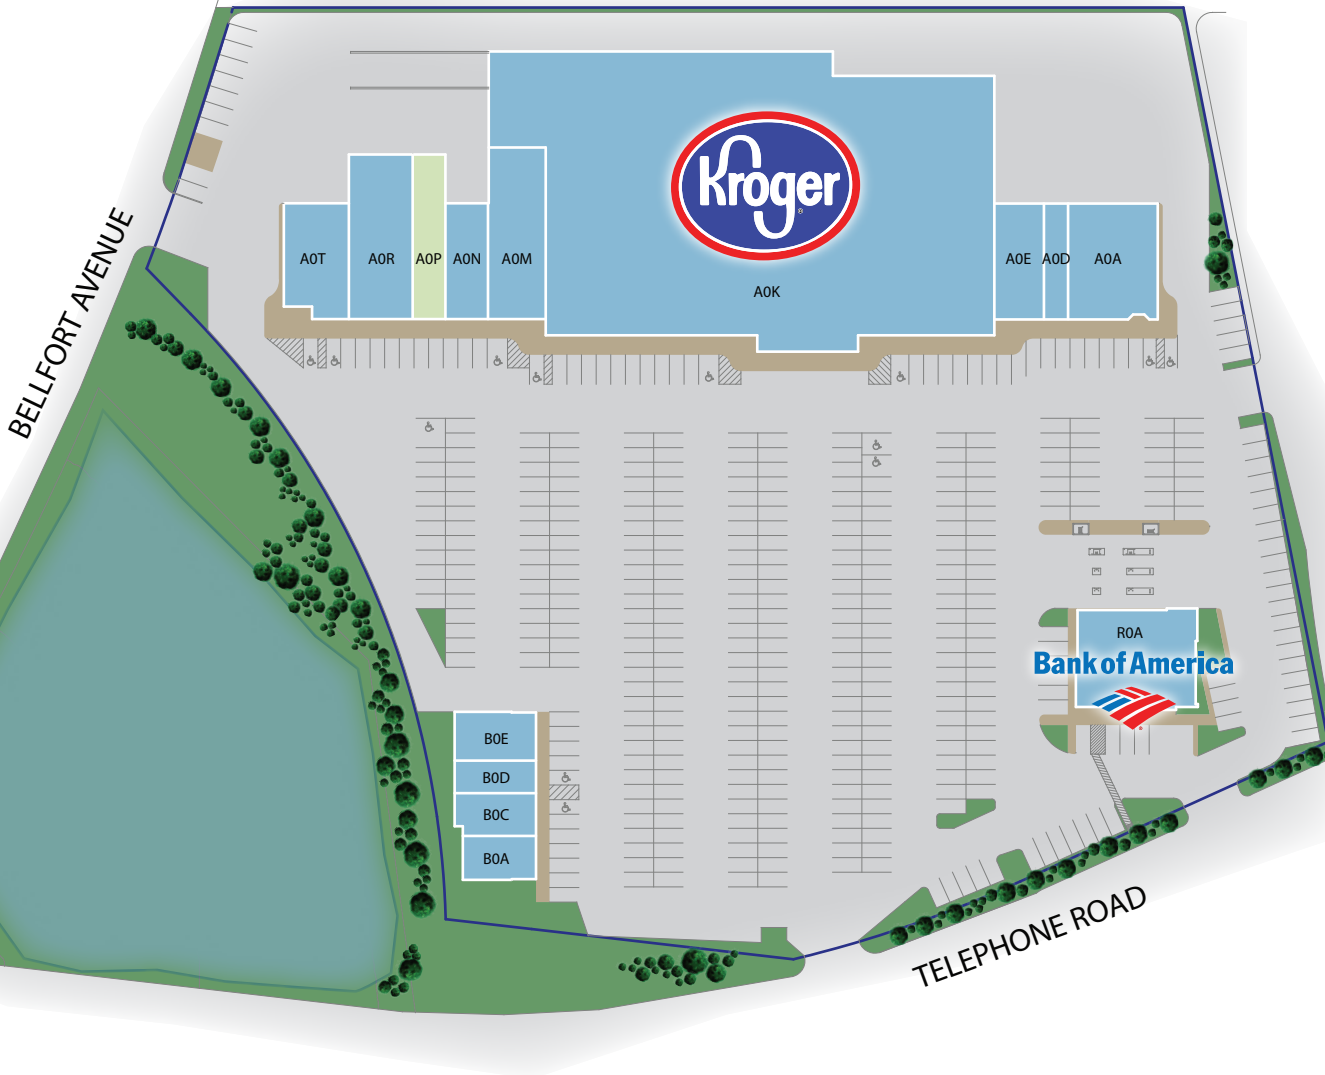 Kroger
®
BELLFORT AVENUE
A0T
A0R
A0P
A0N
A0M
A0K
A0E
A0D
A0A
R0A
Bank of America
B0E
B0D
B0C
B0A
TELEPHONE ROAD